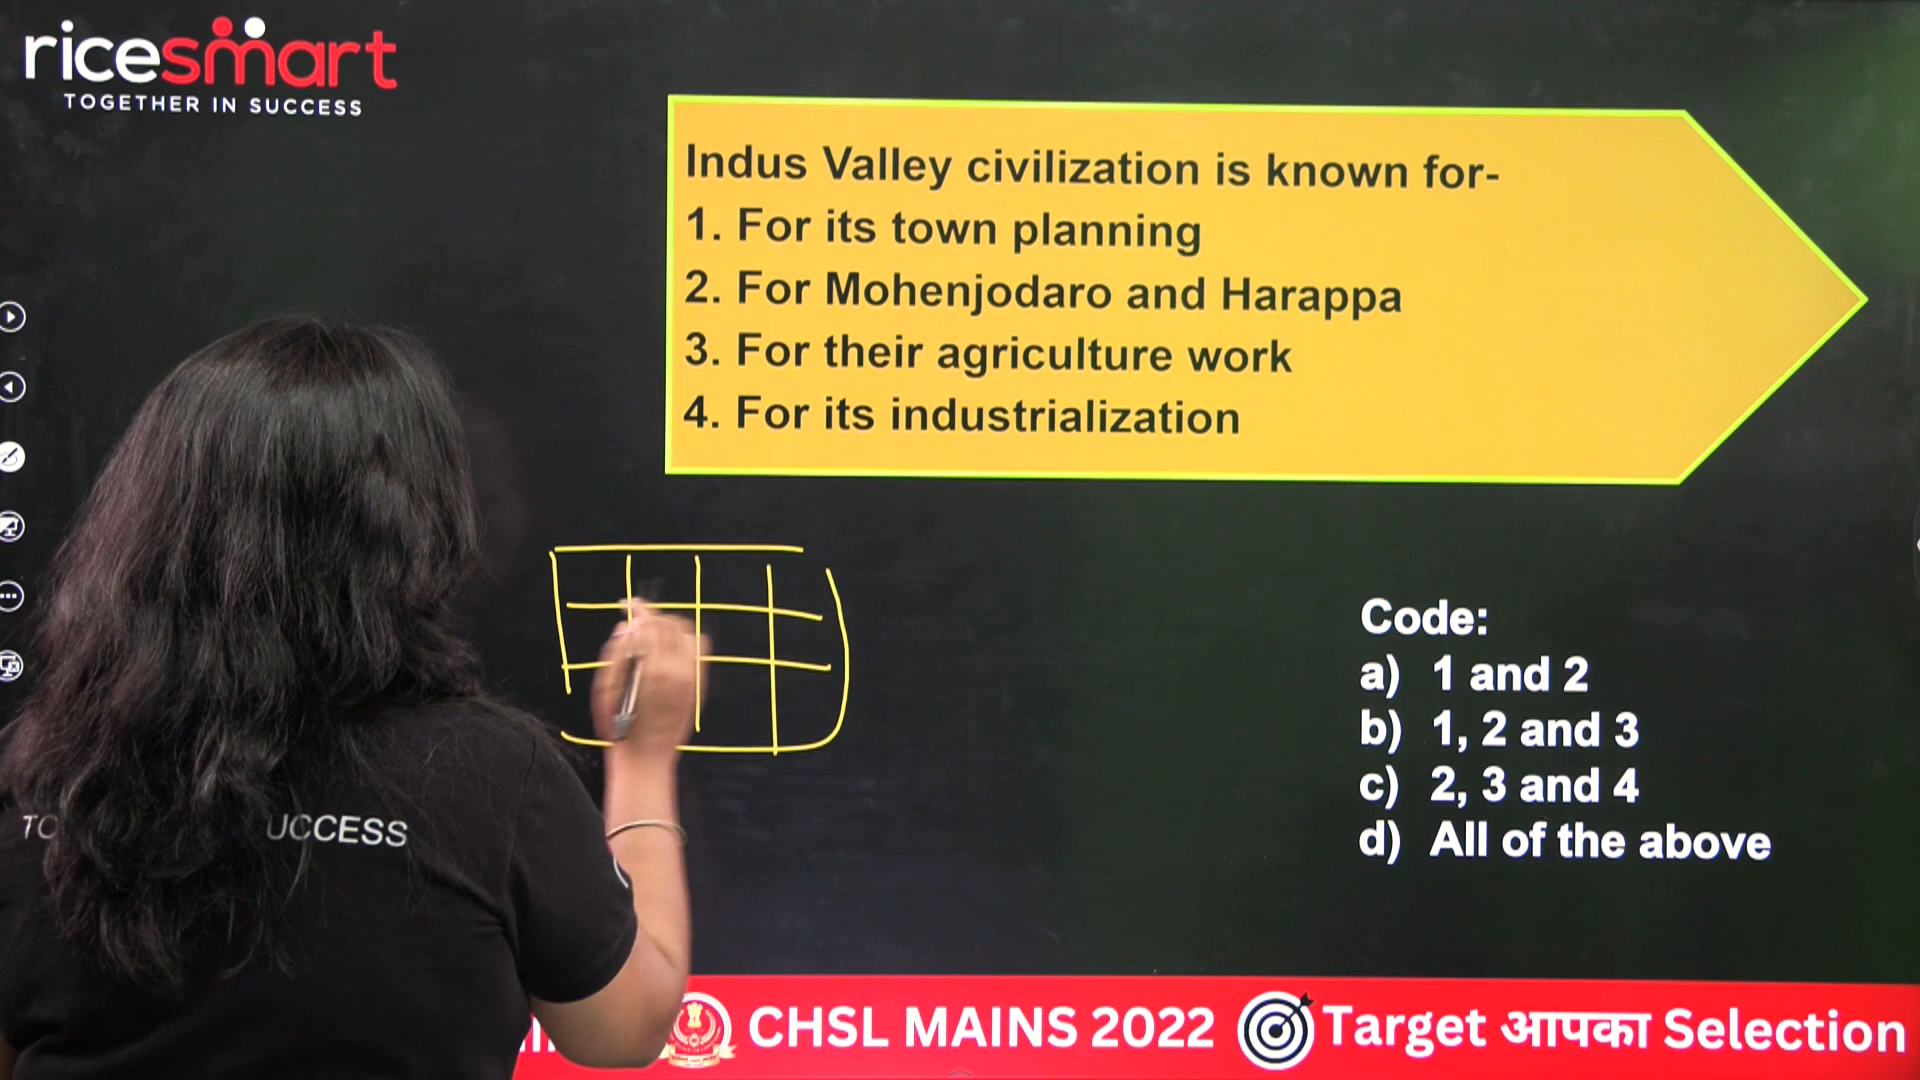 ricesmart
TOGETHER IN SUCCESS
Indus Valley civilization is known for-
1. For its town planning
2. For Mohenjodaro and Harappa
3. For their agriculture work
4. For its industrialization
Code:
a) 1 and 2
b) 1, 2 and 3
c) 2, 3 and 4
d) All of the above
UCCESS
CHSL MAINS 2022
Target आपका Selection